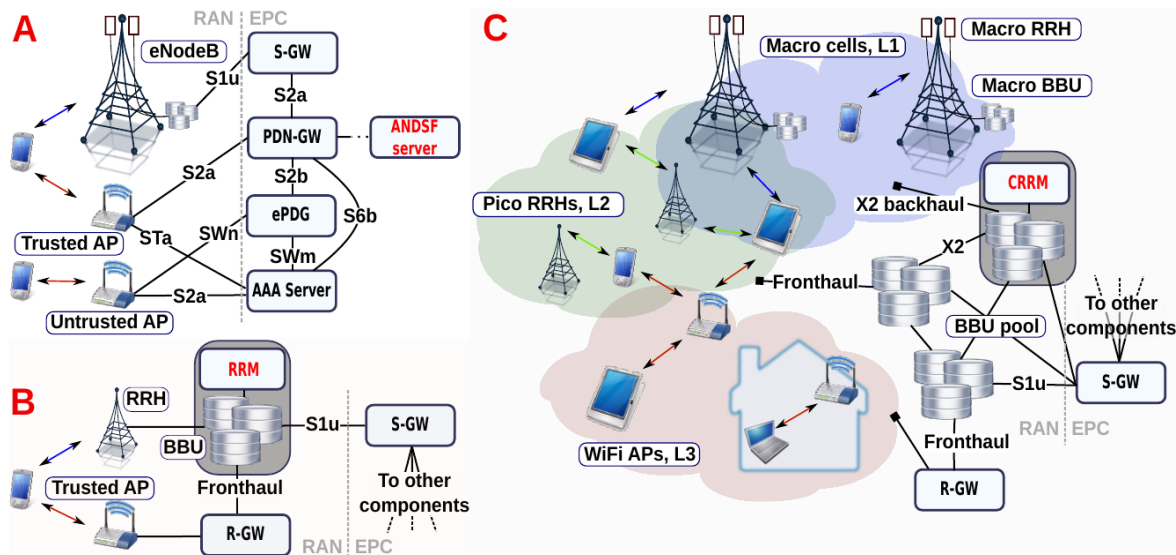 A
RAN EPC
eNodeB
S-GW
S1u
S2a
PDN-GW
ANDSF
server
S2a
S2b
ePDG
S6b
Trusted AP
STa
SWn
SWm
S2a
AAA Server
Untrusted AP
B
RRM
RRH
BBU
S1u
S-GW
Trusted AP
Fronthaul
To other
components
R-GW
RAN EPC
C
Macro cells, L1
Macro RRH
Macro BBU
CRRM
Pico RRHs, L2
X2 backhaul
X2
Fronthaul
RAN EPC
To other
components
BBU pool
S1u
S-GW
WiFi APs, L3
Fronthaul
RAN EPC
R-GW